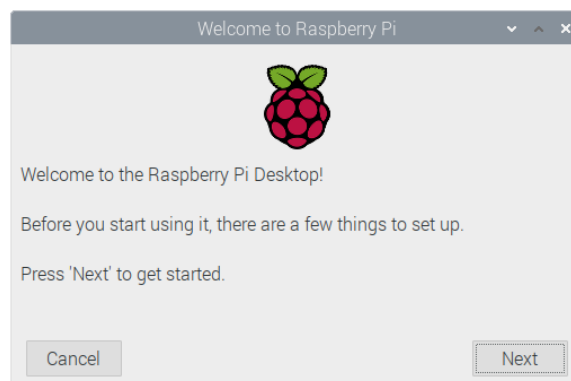 Welcome to Raspberry Pi
Welcome to the Raspberry Pi Desktop!
Before you start using it, there are a few things to set up.
Press 'Next' to get started.
Cancel
Next